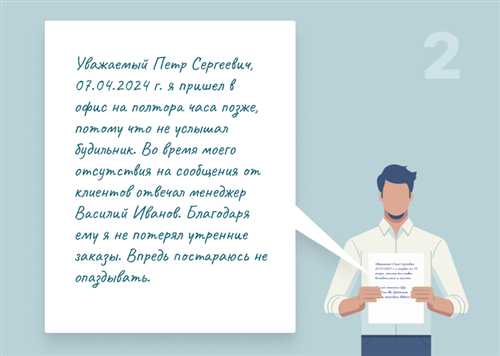 2
Уважаемый Петр Сергеевич,
07.04.2024 г. я пришел в
офис на полтора часа позже,
потому что не услышал
будильник. Во время моего
отсутствия на сообщения от
клиентов отвечал менеджер
Василий Иванов. Благодаря
ему я не потерял утренние
заказы. Впредь постараюсь не
опаздывать.